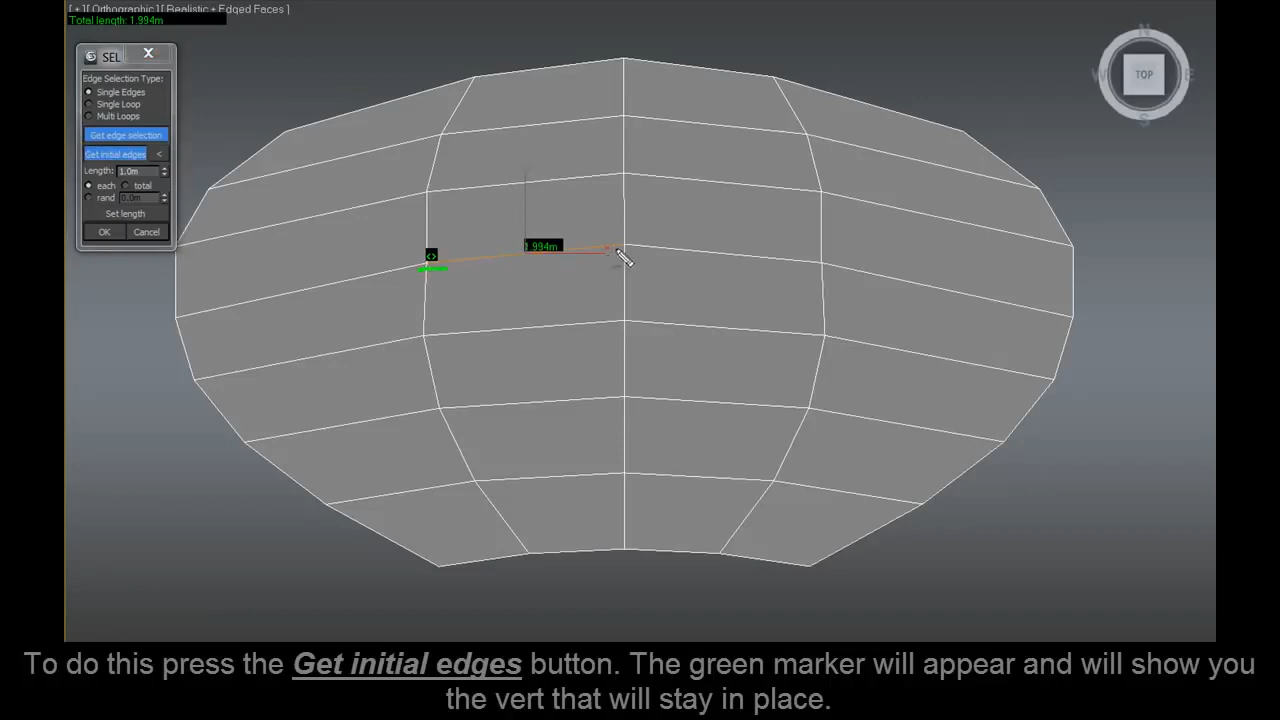 [ + ][ Orthographic ][ Realistic + Edged Faces ]
Total length: 1.994m
SEL X
Edge Selection Type:
Single Edges
Single Loop
Multi Loops
Get edge selection
Get initial edges <
Length: 1.0m
each total
rand 0.0m
Set length
OK Cancel
N
W TOP E
S
<>
1.994m
To do this press the Get initial edges button. The green marker will appear and will show you
the vert that will stay in place.